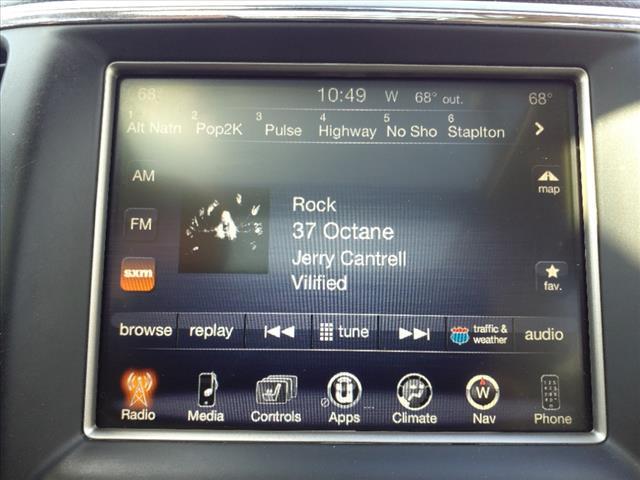 68° 10:49 W 68° out. 68°
1 Alt Natn 2 Pop2K 3 Pulse 4 Highway 5 No Sho 6 Staplton
AM
map
Rock
FM
37 Octane
Jerry Cantrell
sxm
Vilified
fav.
browse replay tune traffic & weather audio
Radio Media Controls Apps Climate W Nav Phone